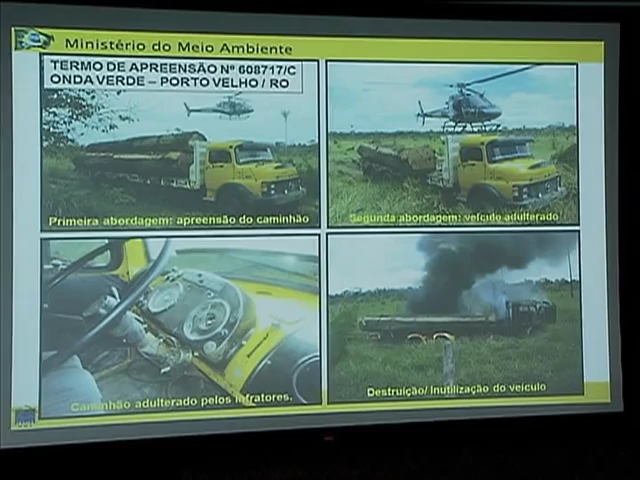 Ministério do Meio Ambiente
TERMO DE APREENSÃO Nº 608717/C
ONDA VERDE – PORTO VELHO / RO
Primeira abordagem: apreensão do caminhão
Segunda abordagem: veículo adulterado
Caminhão adulterado pelos infratores.
Destruição/ Inutilização do veículo